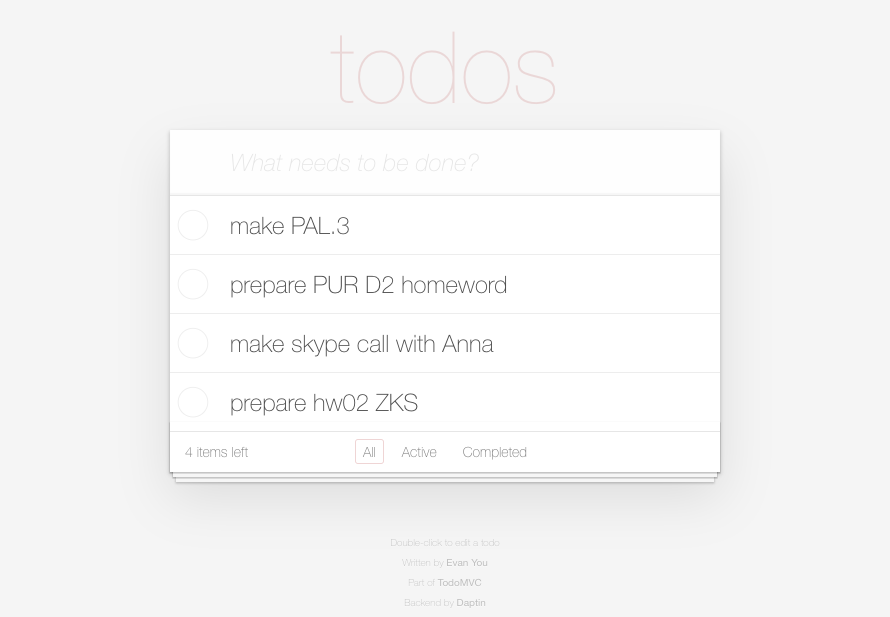 todos
What needs to be done?
make PAL.3
prepare PUR D2 homeword
make skype call with Anna
prepare hw02 ZKS
4 items left All Active Completed
Double-click to edit a todo
Written by Evan You
Part of TodoMVC
Backend by Daptin